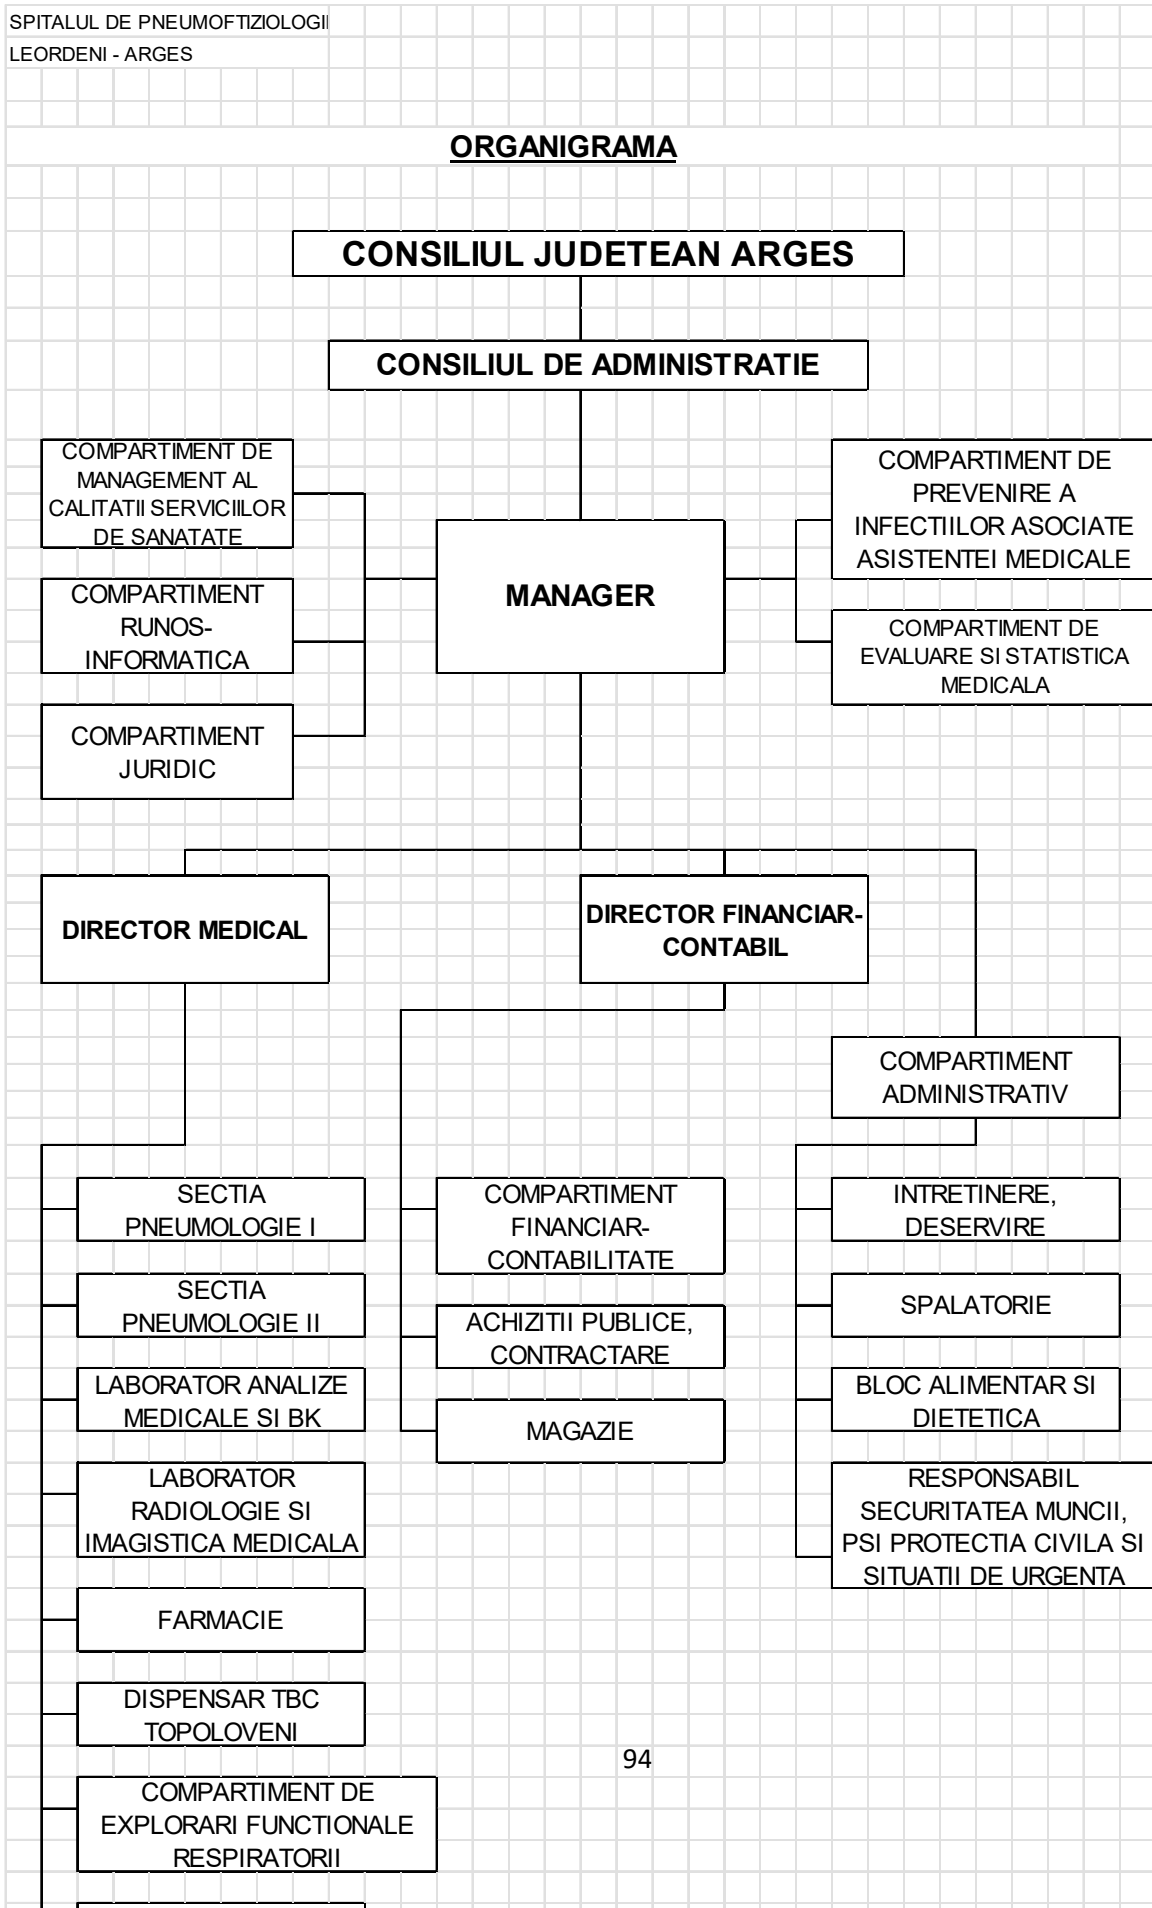 SPITALUL DE PNEUMOFTIZIOLOGI
LEORDENI - ARGES
ORGANIGRAMA
CONSILIUL JUDETEAN ARGES
CONSILIUL DE ADMINISTRATIE
COMPARTIMENT DE
MANAGEMENT AL
CALITATII SERVICIILOR
DE SANATATE
COMPARTIMENT DE
PREVENIRE A
INFECTIILOR ASOCIATE
ASISTENTEI MEDICALE
MANAGER
COMPARTIMENT
RUNOS-
INFORMATICA
COMPARTIMENT DE
EVALUARE SI STATISTICA
MEDICALA
COMPARTIMENT
JURIDIC
DIRECTOR MEDICAL
DIRECTOR FINANCIAR-
CONTABIL
COMPARTIMENT
ADMINISTRATIV
SECTIA
PNEUMOLOGIE I
SECTIA
PNEUMOLOGIE II
LABORATOR ANALIZE
MEDICALE SI BK
LABORATOR
RADIOLOGIE SI
IMAGISTICA MEDICALA
FARMACIE
DISPENSAR TBC
TOPOLOVENI
COMPARTIMENT DE
EXPLORARI FUNCTIONALE
RESPIRATORII
COMPARTIMENT
FINANCIAR-
CONTABILITATE
ACHIZITII PUBLICE,
CONTRACTARE
MAGAZIE
INTRETINERE,
DESERVIRE
SPALATORIE
BLOC ALIMENTAR SI
DIETETICA
RESPONSABIL
SECURITATEA MUNCII,
PSI PROTECTIA CIVILA SI
SITUATII DE URGENTA
94